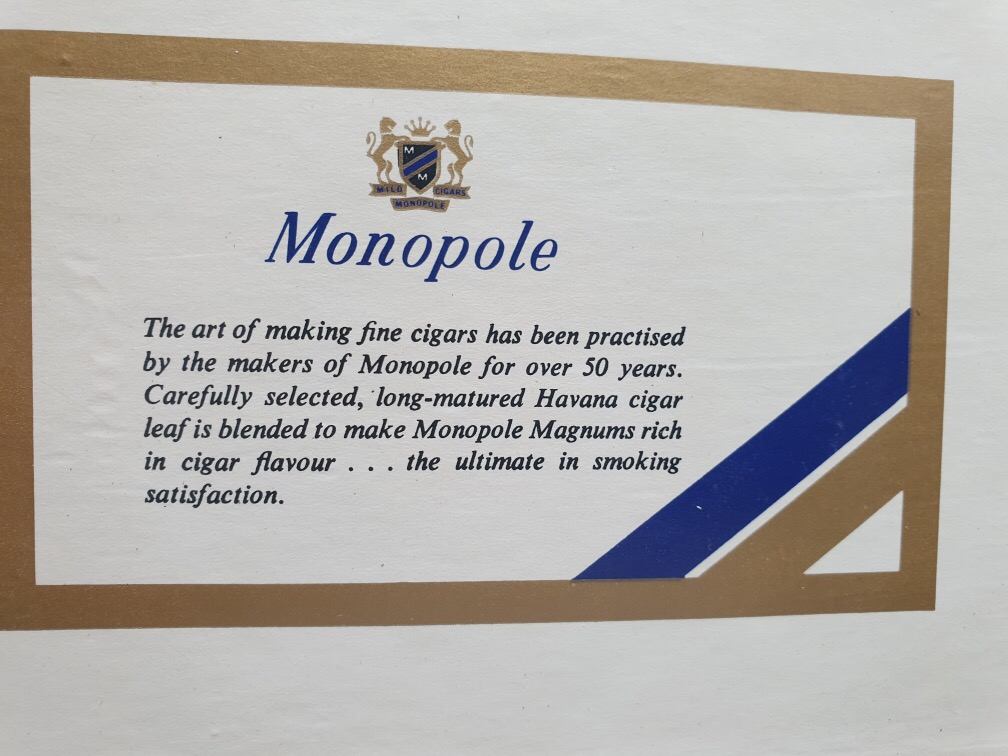 M
M
MILD CIGARS
MONOPOLE
Monopole
The art of making fine cigars has been practised
by the makers of Monopole for over 50 years.
Carefully selected, long-matured Havana cigar
leaf is blended to make Monopole Magnums rich
in cigar flavour . . . the ultimate in smoking
satisfaction.